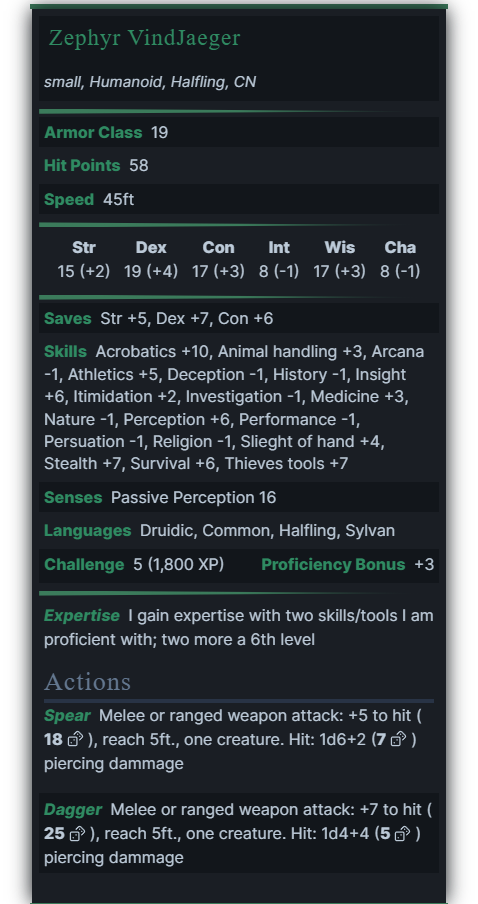 Zephyr VindJaeger
small, Humanoid, Halfling, CN
Armor Class 19
Hit Points 58
Speed 45ft
Str Dex Con Int Wis Cha
15 (+2) 19 (+4) 17 (+3) 8 (-1) 17 (+3) 8 (-1)
Saves Str +5, Dex +7, Con +6
Skills Acrobatics +10, Animal handling +3, Arcana
-1, Athletics +5, Deception -1, History -1, Insight
+6, Itimidation +2, Investigation -1, Medicine +3,
Nature -1, Perception +6, Performance -1,
Persuation -1, Religion -1, Slieght of hand +4,
Stealth +7, Survival +6, Thieves tools +7
Senses Passive Perception 16
Languages Druidic, Common, Halfling, Sylvan
Challenge 5 (1,800 XP) Proficiency Bonus +3
Expertise I gain expertise with two skills/tools I am
proficient with; two more a 6th level
Actions
Spear Melee or ranged weapon attack: +5 to hit (
18 ), reach 5ft., one creature. Hit: 1d6+2 (7 )
piercing dammage
Dagger Melee or ranged weapon attack: +7 to hit (
25 ), reach 5ft., one creature. Hit: 1d4+4 (5 )
piercing dammage